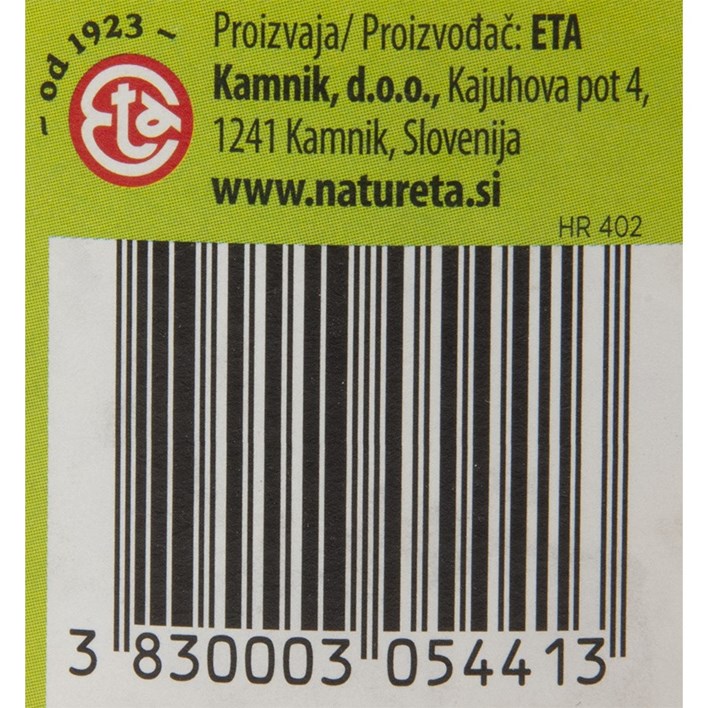 ~ od 1923 ~
Eta
Proizvaja/ Proizvođač: ETA
Kamnik, d.o.o., Kajuhova pot 4,
1241 Kamnik, Slovenija
www.natureta.si
HR 402
3 830003 054413